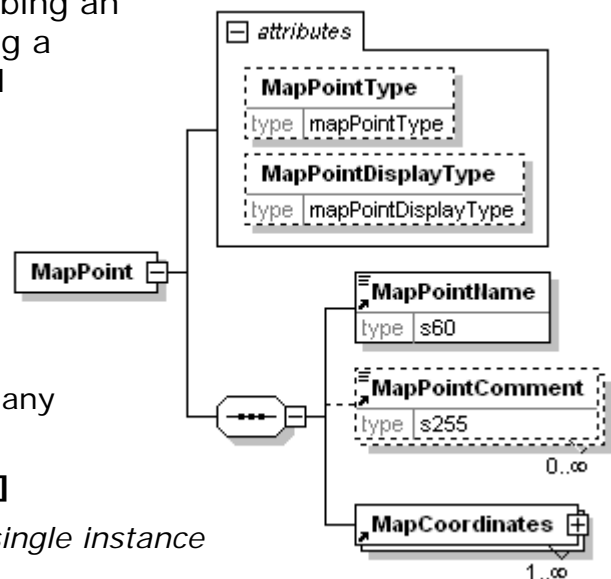 bing an
g a
attributes
MapPointType
type mapPointType
MapPointDisplayType
type mapPointDisplayType
MapPoint
MapPointName
type s60
MapPointComment
type s255
0..∞
any
]
single instance
MapCoordinates
1..∞